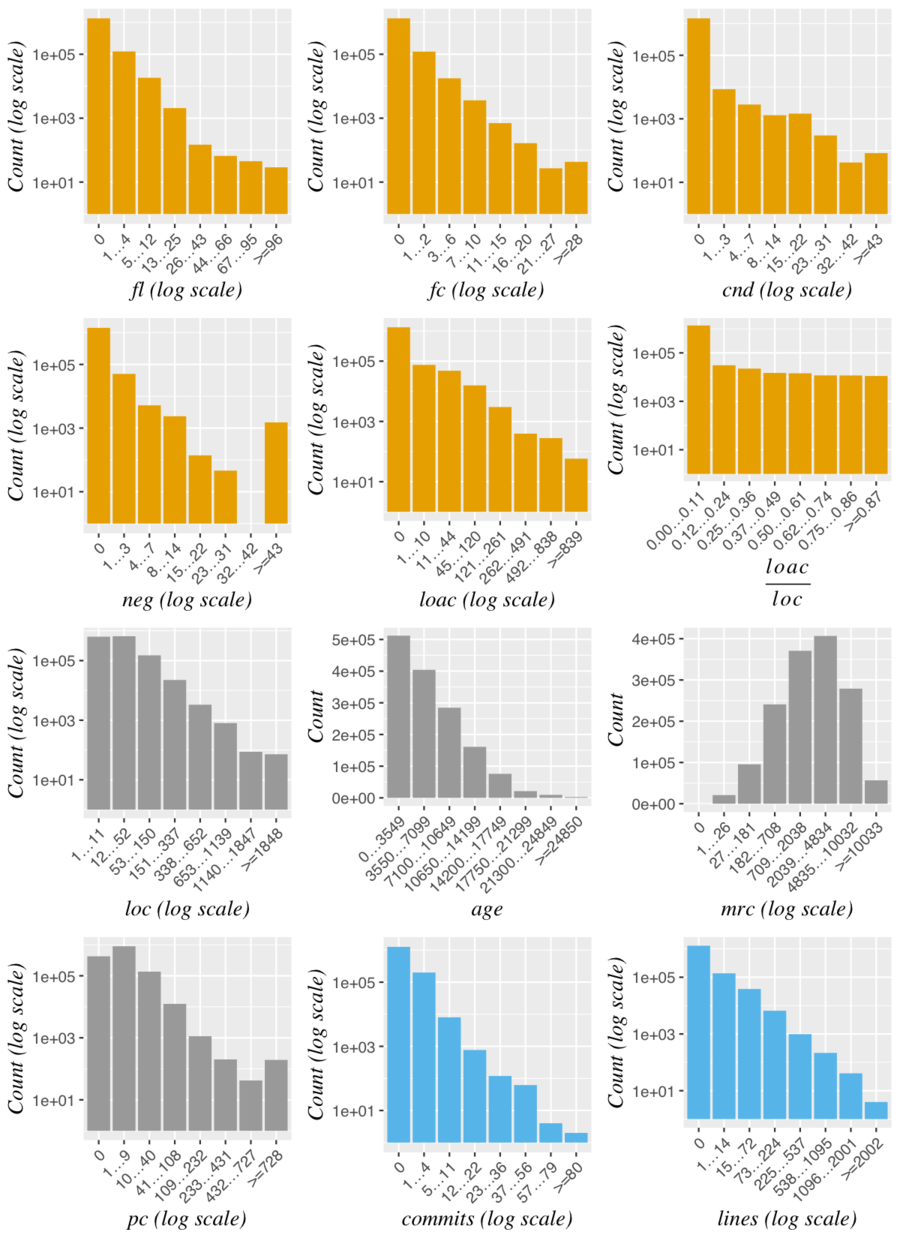 Count (log scale)
1e+05
1e+03
1e+01
0
1...4
5...12
13...25
26...43
44...66
67...95
>=96
fl (log scale)
Count (log scale)
1e+05
1e+03
1e+01
0
1...2
3...6
7...10
11...15
16...20
21...27
>=28
fc (log scale)
Count (log scale)
1e+05
1e+03
1e+01
0
1...3
4...7
8...14
15...22
23...31
32...42
>=43
cnd (log scale)
Count (log scale)
1e+05
1e+03
1e+01
0
1...3
4...7
8...14
15...22
23...31
32...42
>=43
neg (log scale)
Count (log scale)
1e+05
1e+03
1e+01
0
1...10
11...44
45...120
121...261
262...491
492...838
>=839
loac (log scale)
Count (log scale)
1e+05
1e+03
1e+01
0.00...0.11
0.12...0.24
0.25...0.36
0.37...0.49
0.50...0.61
0.62...0.74
0.75...0.86
>=0.87
loac
loc
Count (log scale)
1e+05
1e+03
1e+01
1...11
12...52
53...150
151...337
338...652
653...1139
1140...1847
>=1848
loc (log scale)
Count
5e+05
4e+05
3e+05
2e+05
1e+05
0e+00
0...3549
3550...7099
7100...10649
10650...14199
14200...17749
17750...21299
21300...24849
>=24850
age
Count
4e+05
3e+05
2e+05
1e+05
0e+00
0
1...26
27...181
182...708
709...2038
2039...4834
4835...10032
>=10033
mrc (log scale)
Count (log scale)
1e+05
1e+03
1e+01
0
1...9
10...40
41...108
109...232
233...431
432...727
>=728
pc (log scale)
Count (log scale)
1e+05
1e+03
1e+01
0
1...4
5...11
12...22
23...36
37...56
57...79
>=80
commits (log scale)
Count (log scale)
1e+05
1e+03
1e+01
0
1...14
15...72
73...224
225...537
538...1095
1096...2001
>=2002
lines (log scale)